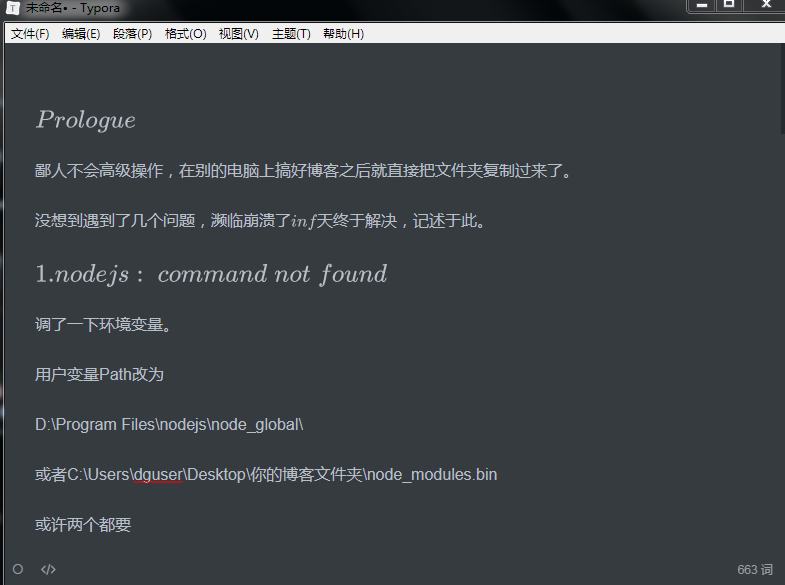 未命名• - Typora
文件(F) 编辑(E) 段落(P) 格式(O) 视图(V) 主题(T) 帮助(H)
Prologue
鄙人不会高级操作，在别的电脑上搞好博客之后就直接把文件夹复制过来了。
没想到遇到了几个问题，濒临崩溃了inf天终于解决，记述于此。
1.nodejs： command not found
调了一下环境变量。
用户变量Path改为
D:\Program Files\nodejs\node_global\
或者C:\Users\dguser\Desktop\你的博客文件夹\node_modules.bin
或许两个都要
663 词